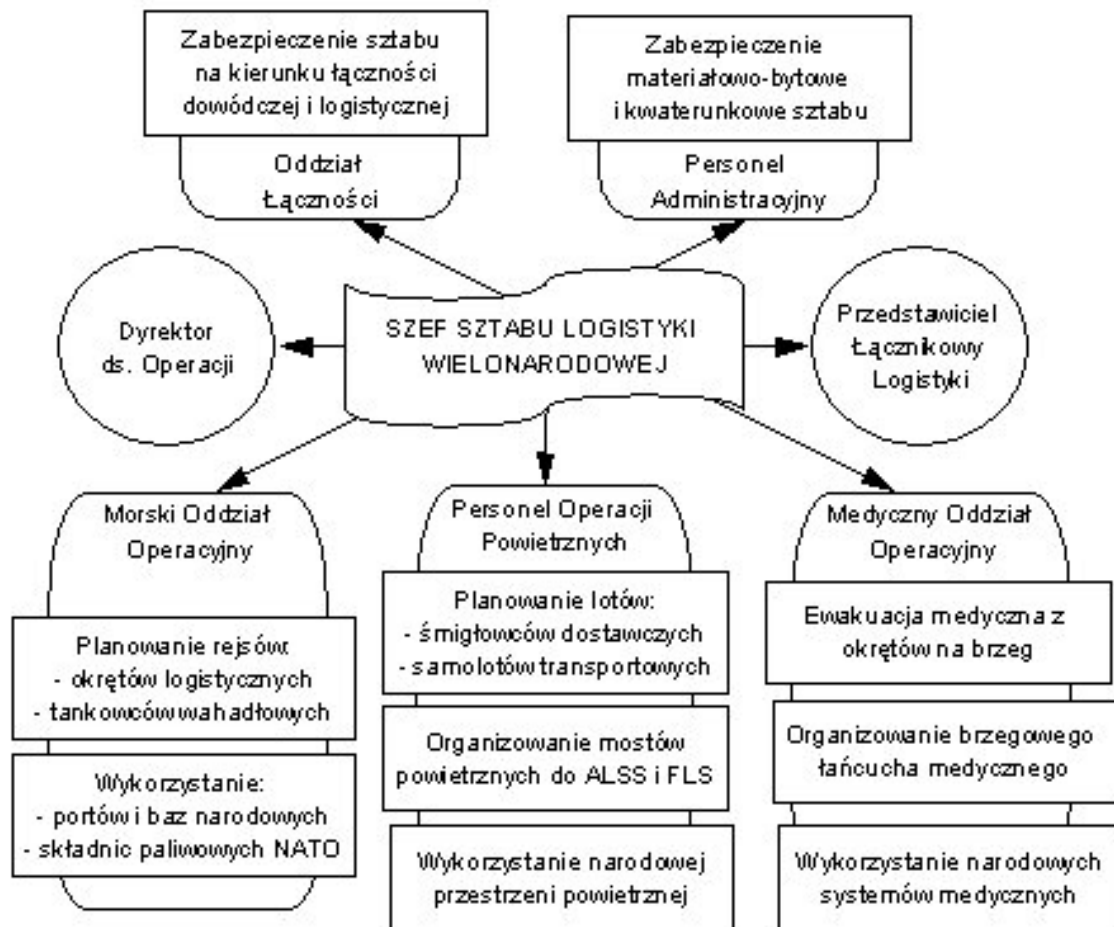 Zabezpieczenie sztabu
na kierunku łączności
dowódczej i logistycznej
Oddział
Łączności
Zabezpieczenie
materiałowo-bytowe
i kwaterunkowe sztabu
Personel
Administracyjny
Dyrektor
ds. Operacji
SZEF SZTABU LOGISTYKI
WIELONARODOWEJ
Przedstawiciel
Łącznikowy
Logistyki
Morski Oddział
Operacyjny
Planowanie rejsów:
- okrętów logistycznych
- tankowców wahadłowych
Wykorzystanie:
- portów i baz narodowych
- składnic paliwowych NATO
Personel Operacji
Powietrznych
Planowanie lotów:
- śmigłowców dostawczych
- samolotów transportowych
Organizowanie mostów
powietrznych do ALSS i FLS
Wykorzystanie narodowej
przestrzeni powietrznej
Medyczny Oddział
Operacyjny
Ewakuacja medyczna z
okrętów na brzeg
Organizowanie brzegowego
łańcucha medycznego
Wykorzystanie narodowych
systemów medycznych